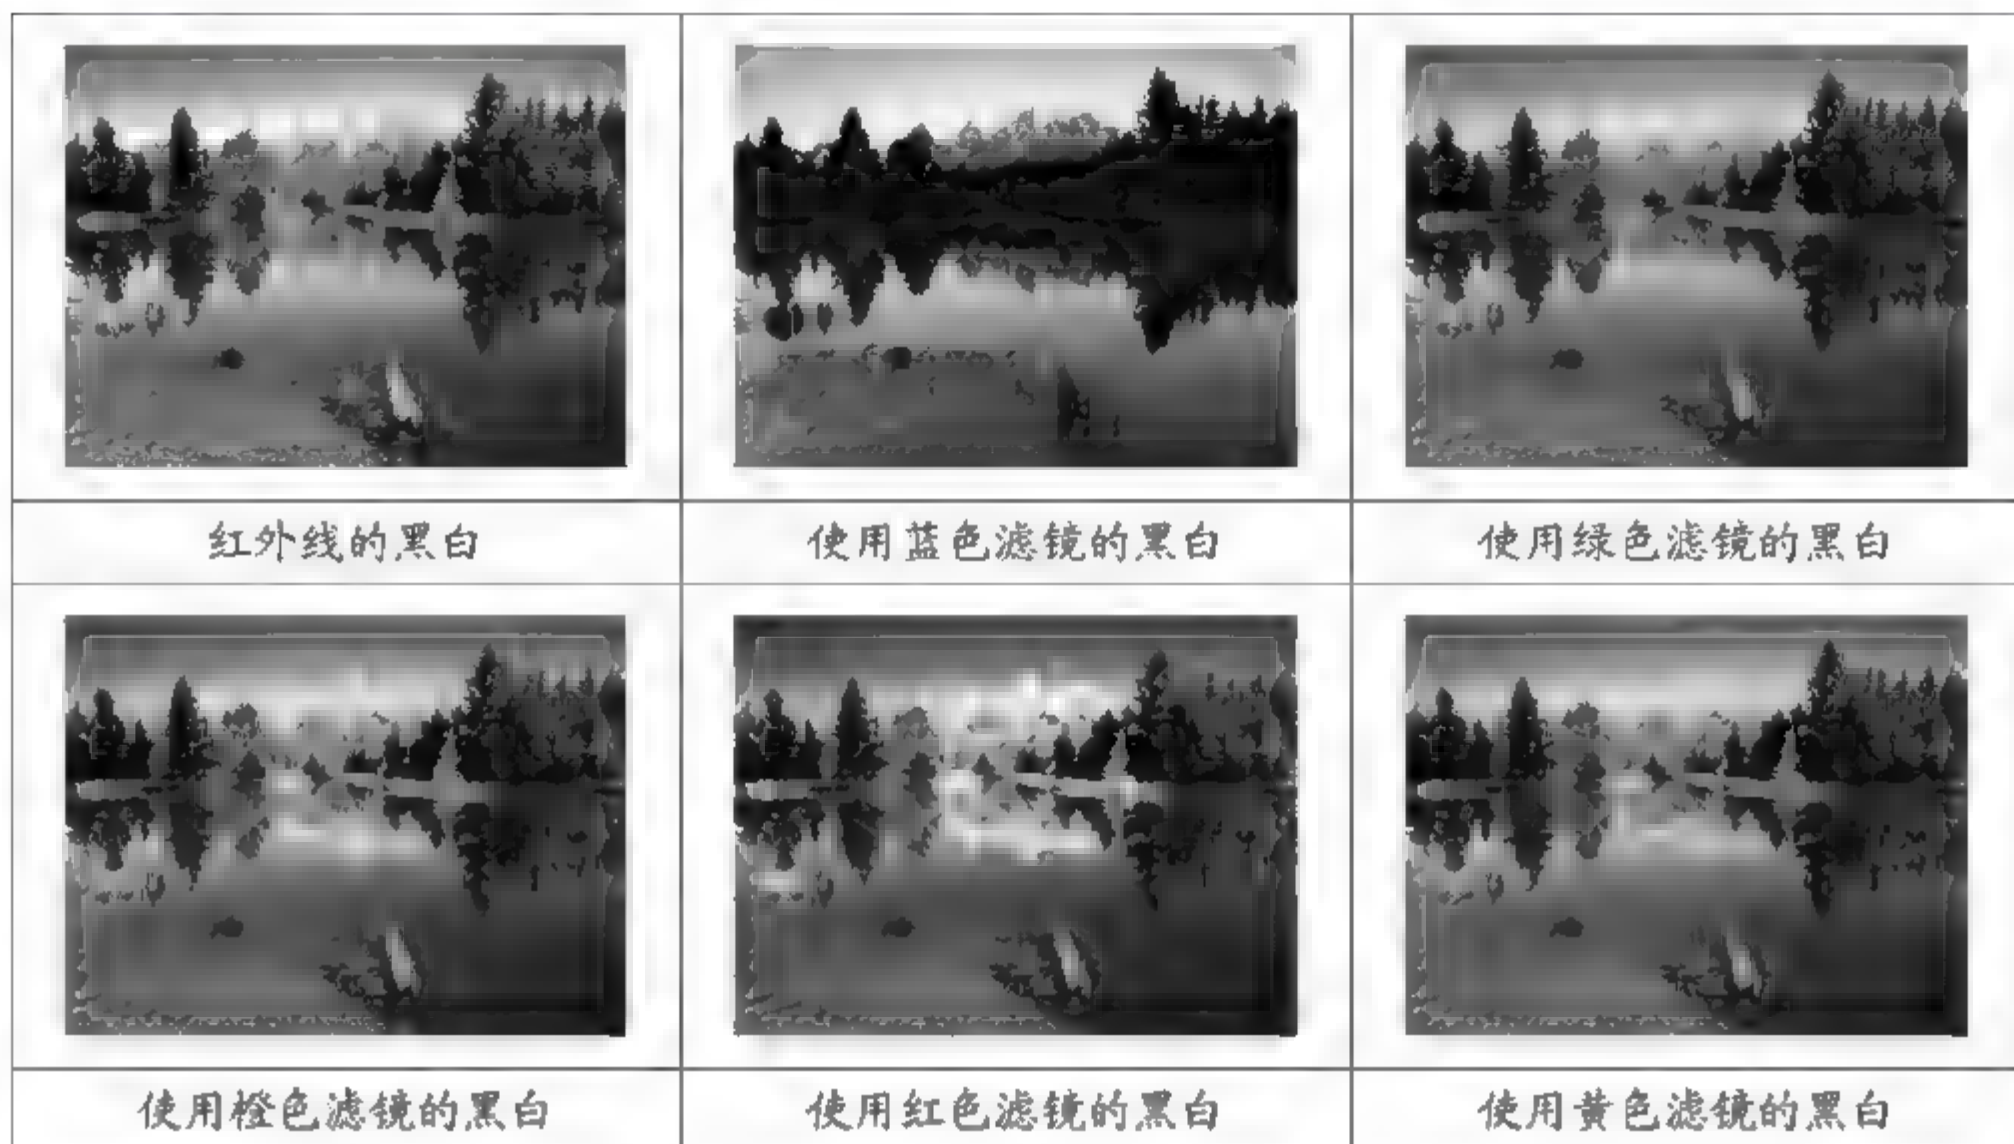 红外线的黑白
使用蓝色滤镜的黑白
使用绿色滤镜的黑白
使用橙色滤镜的黑白
使用红色滤镜的黑白
使用黄色滤镜的黑白